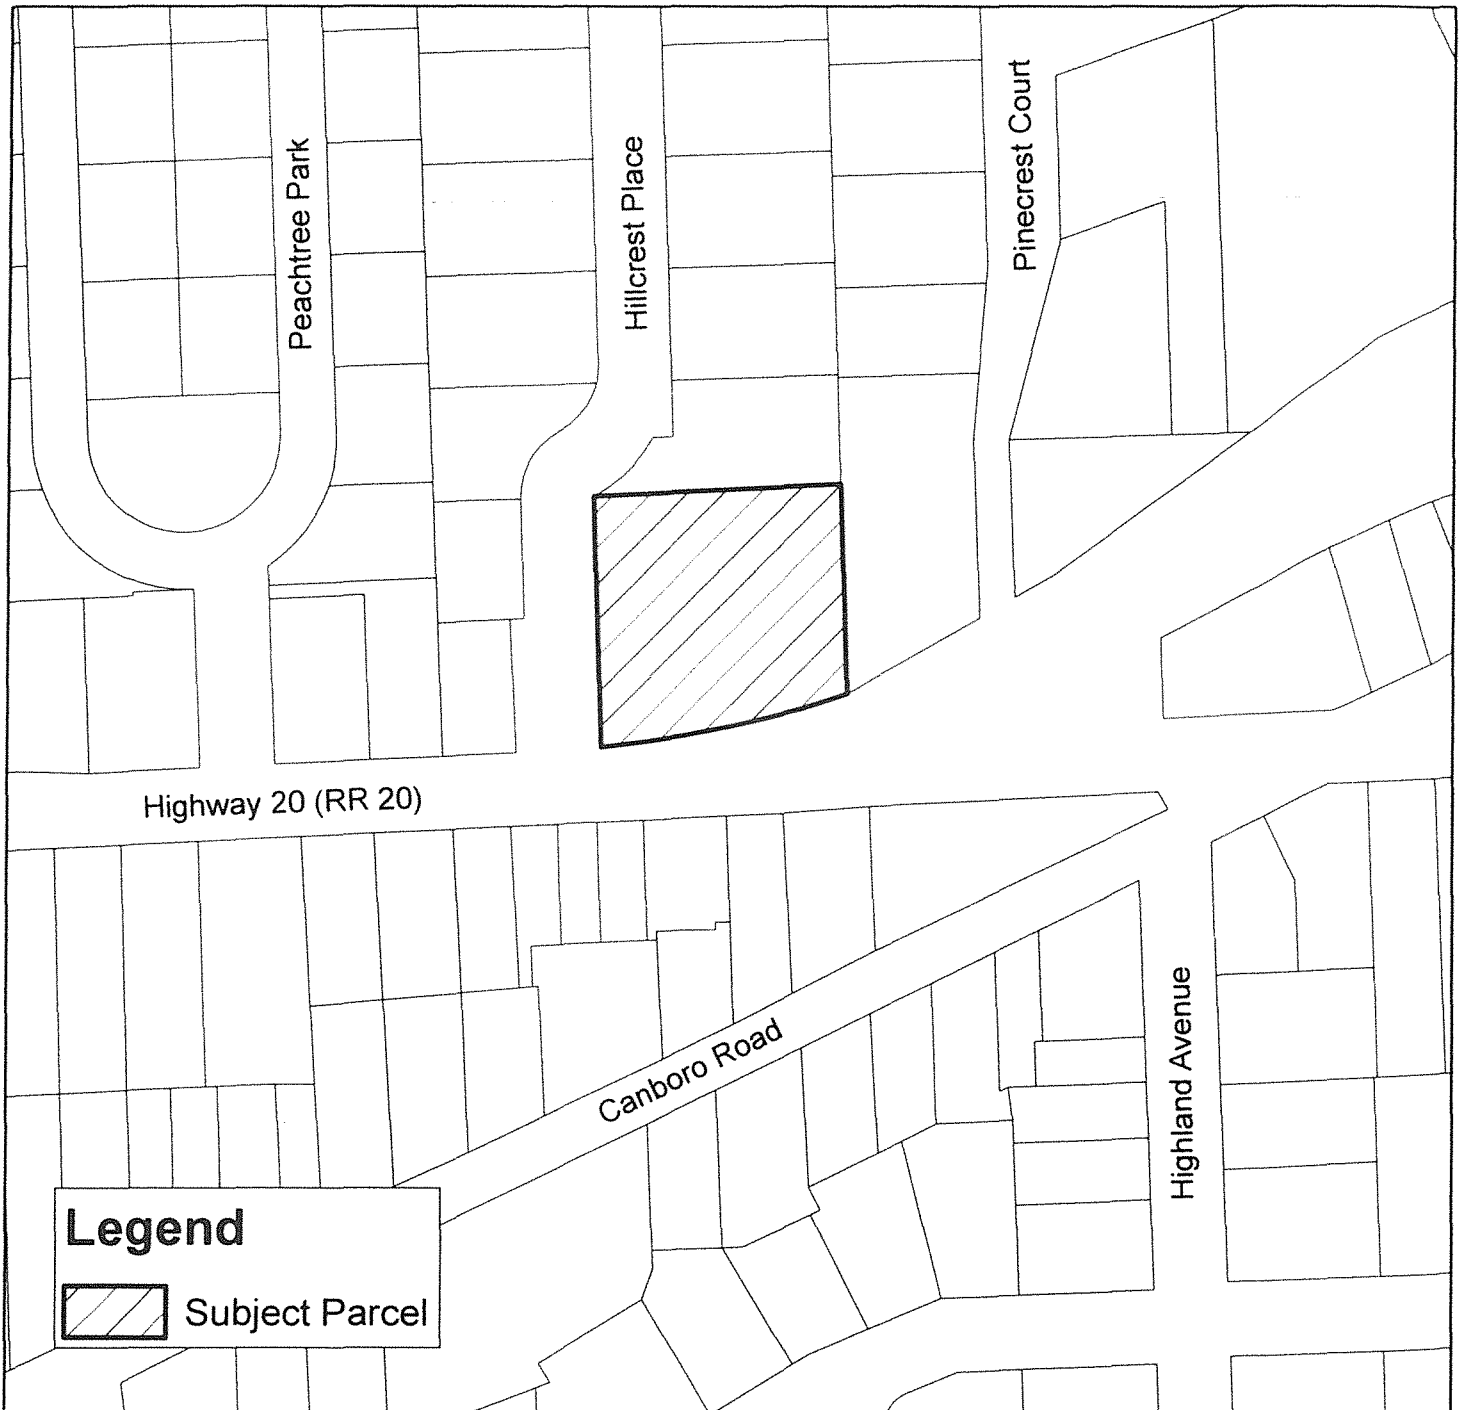 Peachtree Park
Hillcrest Place
Pinecrest Court
Highway 20 (RR 20)
Canboro Road
Highland Avenue
Legend
Subject Parcel